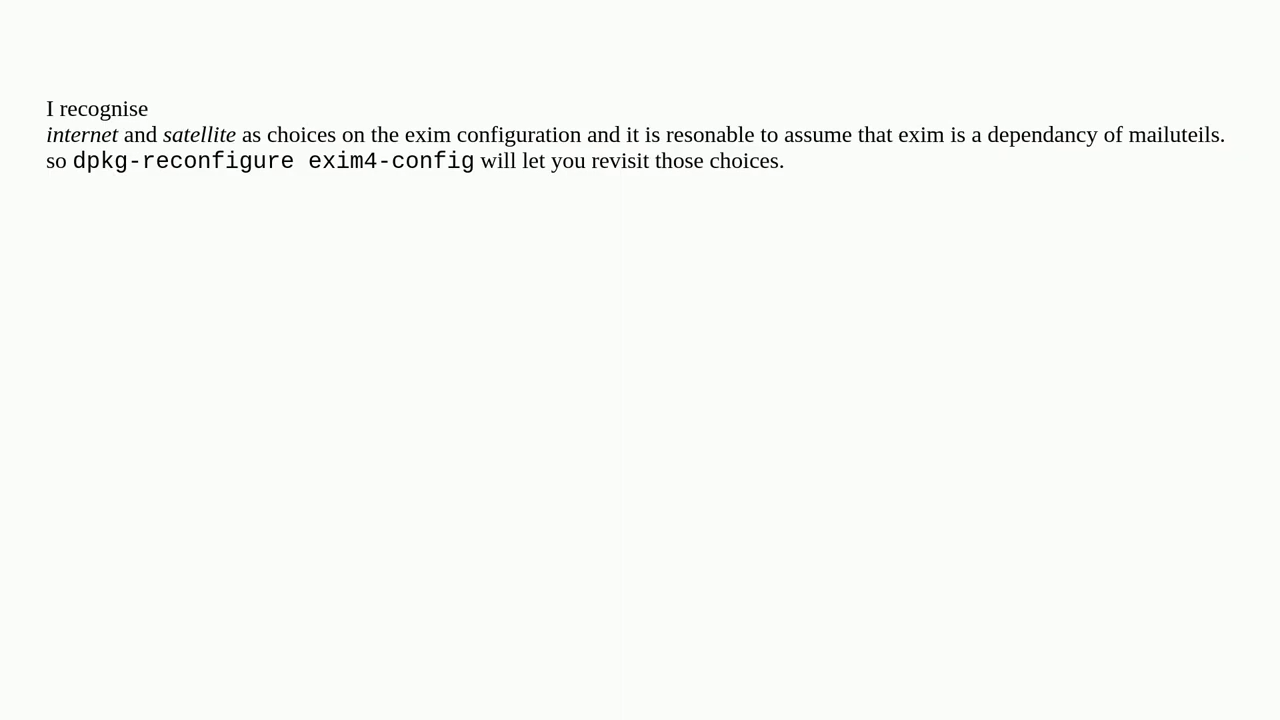 I recognise
internet and satellite as choices on the exim configuration and it is resonable to assume that exim is a dependancy of mailuteils.
so dpkg-reconfigure exim4-config will let you revisit those choices.